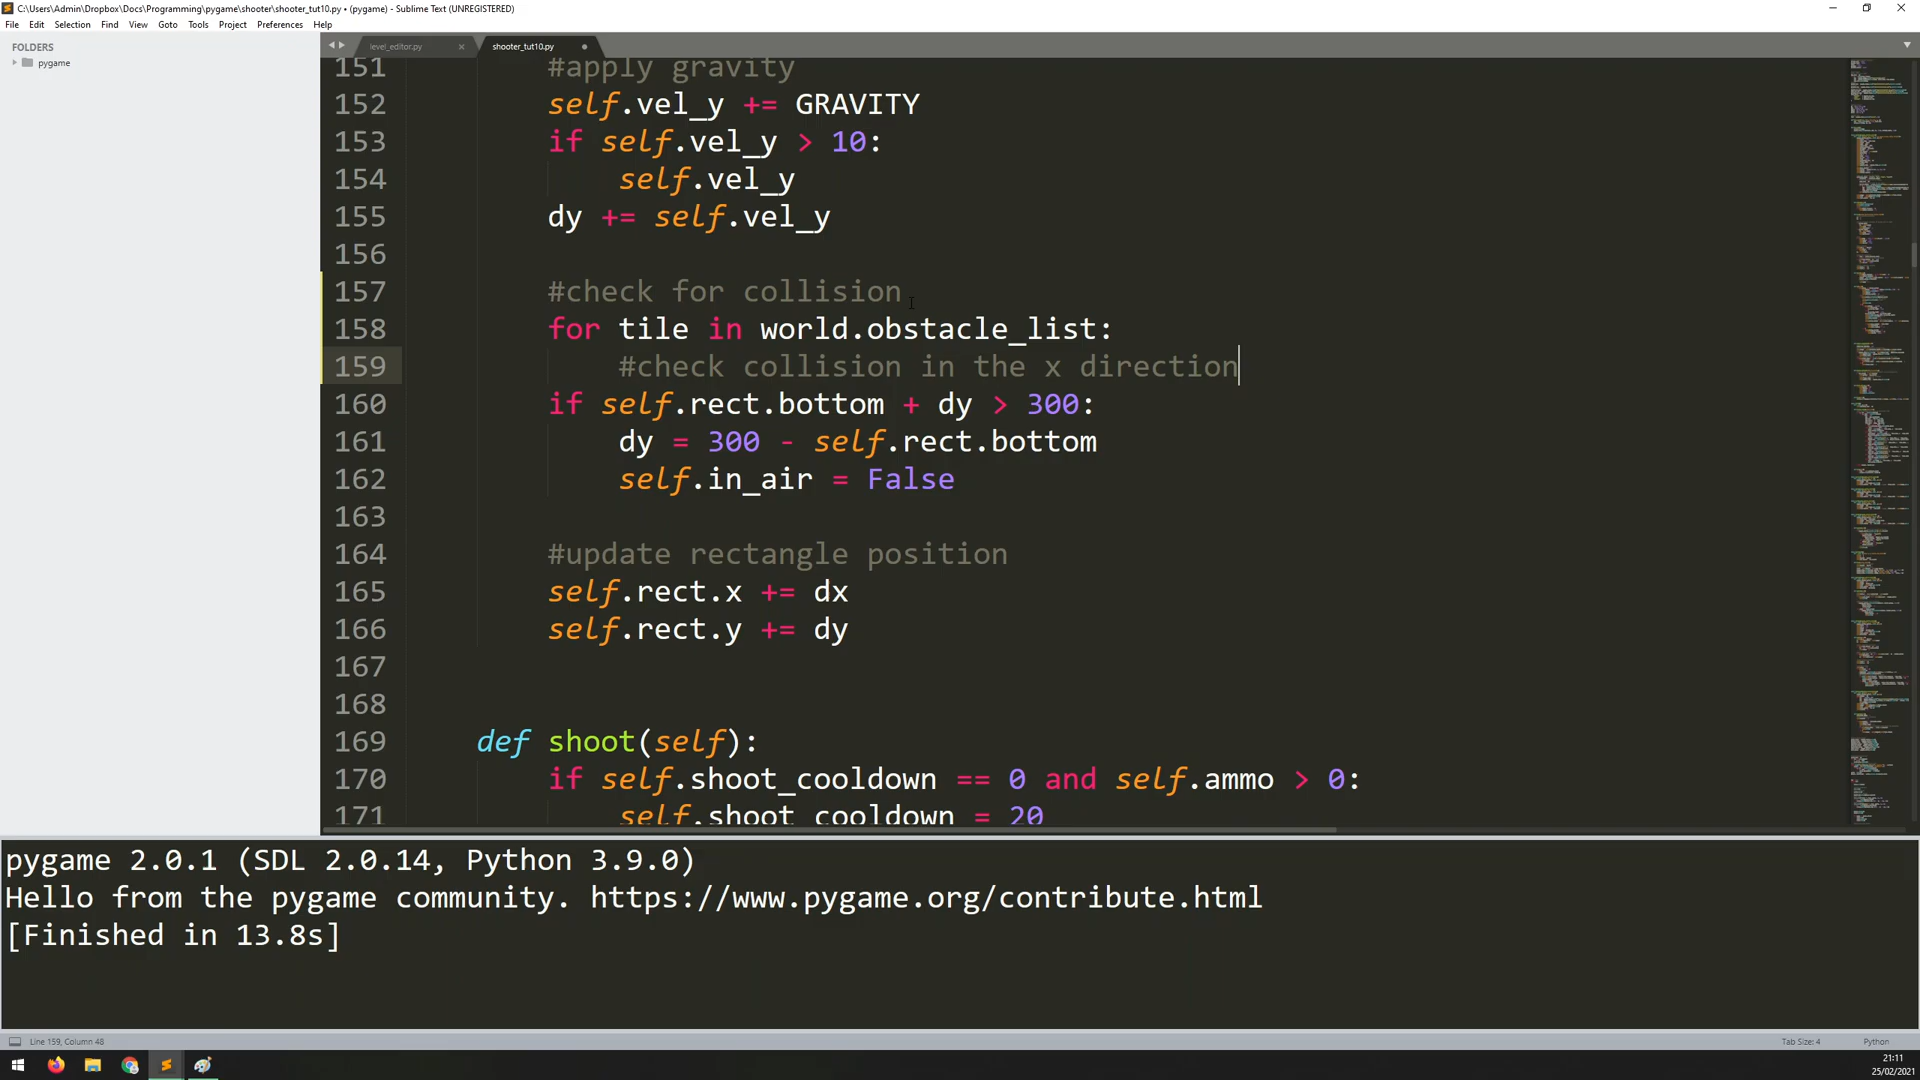 C:\Users\Admin\Dropbox\Docs\Programming\pygame\shooter\shooter_tut10.py • (pygame) - Sublime Text (UNREGISTERED)
File Edit Selection Find View Goto Tools Project Preferences Help
FOLDERS
pygame
level_editor.py
shooter_tut10.py
151 #apply gravity
152 self.vel_y += GRAVITY
153 if self.vel_y > 10:
154 self.vel_y
155 dy += self.vel_y
156
157 #check for collision
158 for tile in world.obstacle_list:
159 #check collision in the x direction
160 if self.rect.bottom + dy > 300:
161 dy = 300 - self.rect.bottom
162 self.in_air = False
163
164 #update rectangle position
165 self.rect.x += dx
166 self.rect.y += dy
167
168
169 def shoot(self):
170 if self.shoot_cooldown == 0 and self.ammo > 0:
171 self.shoot_cooldown = 20
pygame 2.0.1 (SDL 2.0.14, Python 3.9.0)
Hello from the pygame community. https://www.pygame.org/contribute.html
[Finished in 13.8s]
Line 159, Column 48
Tab Size: 4
Python
21:11
25/02/2021